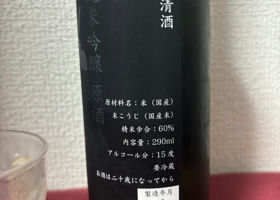 清酒
純米吟醸 原酒
原材料名：米（国産）
米こうじ（国産米）
精米歩合：60%
内容量：290ml
アルコール分：15度
要冷蔵
お酒は二十歳になってから
製造年月